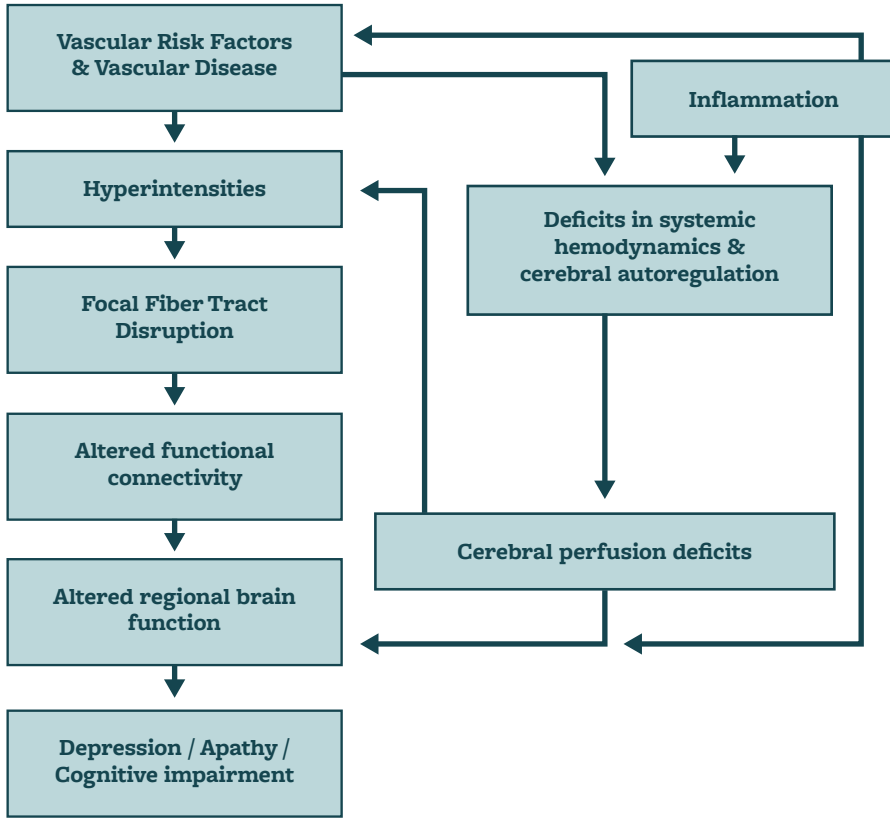 Vascular Risk Factors
& Vascular Disease
Inflammation
Hyperintensities
Deficits in systemic
hemodynamics &
cerebral autoregulation
Focal Fiber Tract
Disruption
Altered functional
connectivity
Cerebral perfusion deficits
Altered regional brain
function
Depression / Apathy /
Cognitive impairment